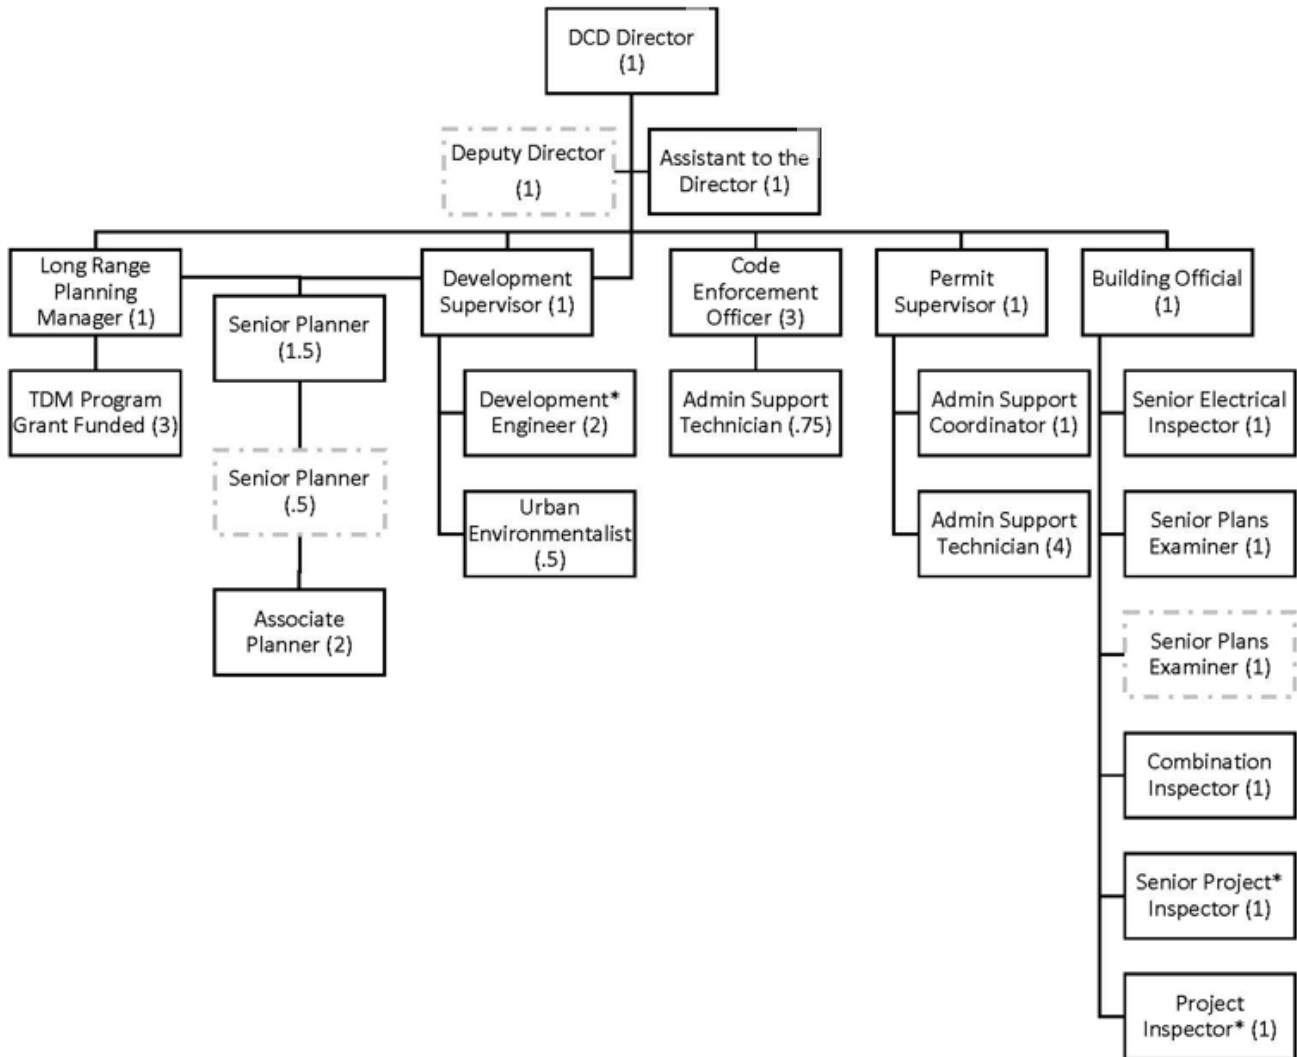 DCD Director
(1)
Deputy Director
(1)
Assistant to the
Director (1)
Long Range
Planning
Manager (1)
Development
Supervisor (1)
Code
Enforcement
Officer (3)
Permit
Supervisor (1)
Building Official
(1)
Senior Planner
(1.5)
TDM Program
Grant Funded (3)
Development*
Engineer (2)
Admin Support
Technician (.75)
Admin Support
Coordinator (1)
Senior Electrical
Inspector (1)
Senior Planner
(.5)
Urban
Environmentalist
(.5)
Admin Support
Technician (4)
Senior Plans
Examiner (1)
Associate
Planner (2)
Senior Plans
Examiner (1)
Combination
Inspector (1)
Senior Project*
Inspector (1)
Project
Inspector* (1)